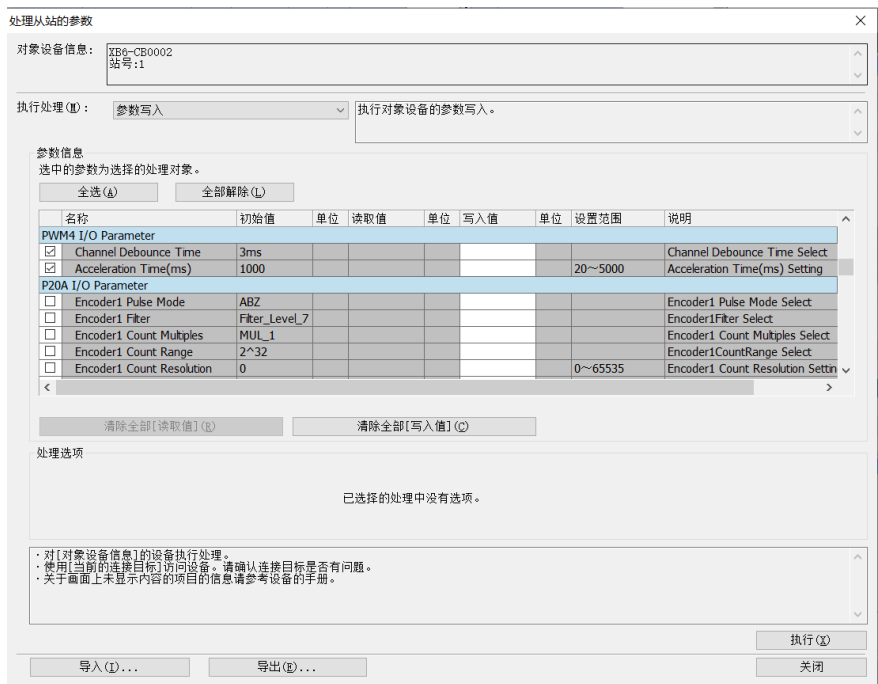 处理从站的参数
对象设备信息:
XB6-CB0002
站号:1
执行处理(M):
参数写入
执行对象设备的参数写入。
参数信息
选中的参数为选择的处理对象。
全选(A) 全部解除(L)
名称 初始值 单位 读取值 单位 写入值 单位 设置范围 说明
PWM4 I/O Parameter
Channel Debounce Time 3ms Channel Debounce Time Select
Acceleration Time(ms) 1000 20~5000 Acceleration Time(ms) Setting
P20A I/O Parameter
Encoder1 Pulse Mode ABZ Encoder1 Pulse Mode Select
Encoder1 Filter Filter_Level_7 Encoder1Filter Select
Encoder1 Count Multiples MUL_1 Encoder1 Count Multiples Select
Encoder1 Count Range 2^32 Encoder1CountRange Select
Encoder1 Count Resolution 0 0~65535 Encoder1 Count Resolution Settin
清除全部[读取值](R) 清除全部[写入值](C)
处理选项
已选择的处理中没有选项。
·对[对象设备信息]的设备执行处理。
·使用[当前的连接目标]访问设备。请确认连接目标是否有问题。
·关于画面上未显示内容的项目的信息请参考设备的手册。
执行(X)
导入(I)... 导出(E)... 关闭